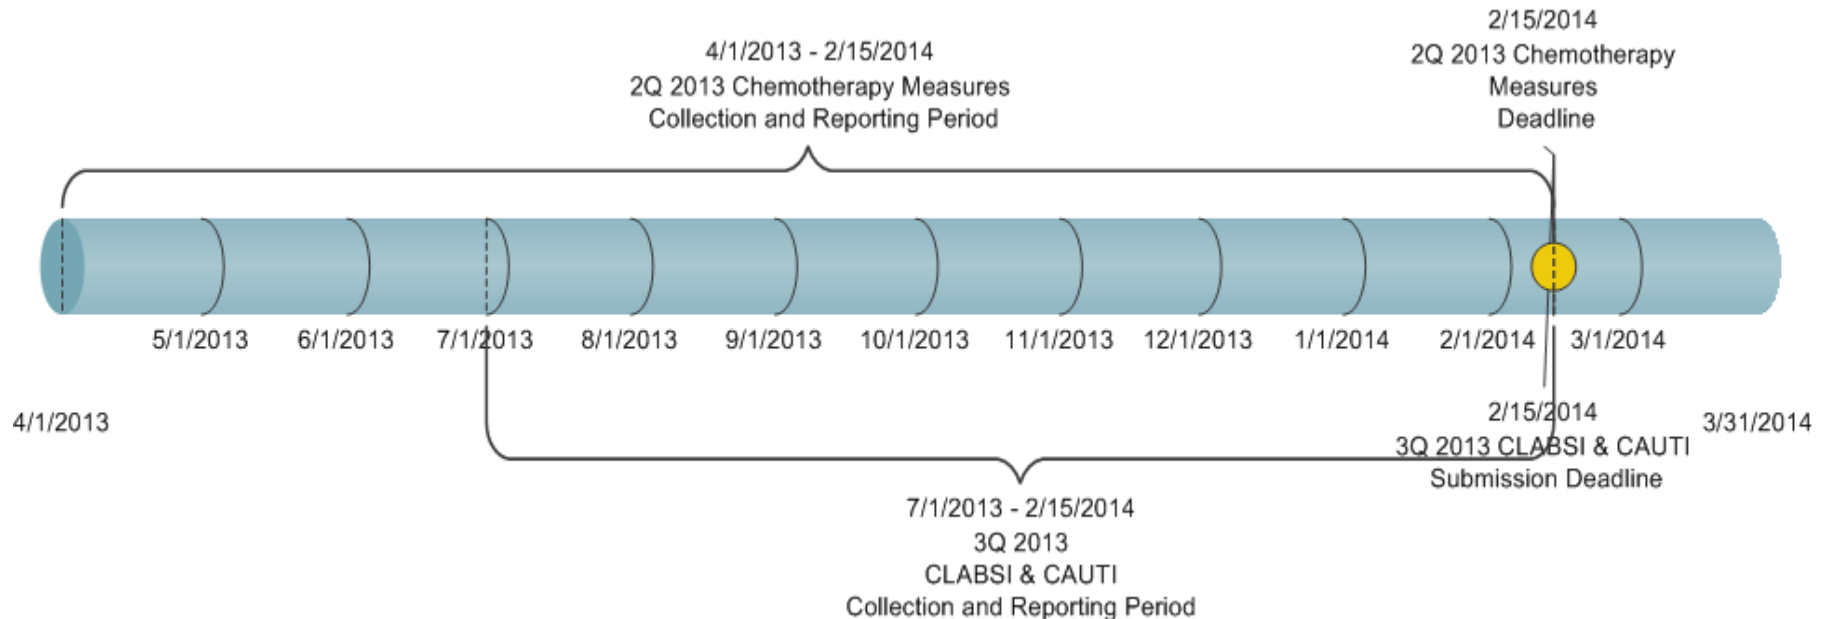 2/15/2014
2Q 2013 Chemotherapy
Measures
Deadline
4/1/2013 - 2/15/2014
2Q 2013 Chemotherapy Measures
Collection and Reporting Period
5/1/2013
6/1/2013
7/1/2013
8/1/2013
9/1/2013
10/1/2013
11/1/2013
12/1/2013
1/1/2014
2/1/2014
3/1/2014
4/1/2013
2/15/2014
3Q 2013 CLABSI & CAUTI
Submission Deadline
3/31/2014
7/1/2013 - 2/15/2014
3Q 2013
CLABSI & CAUTI
Collection and Reporting Period